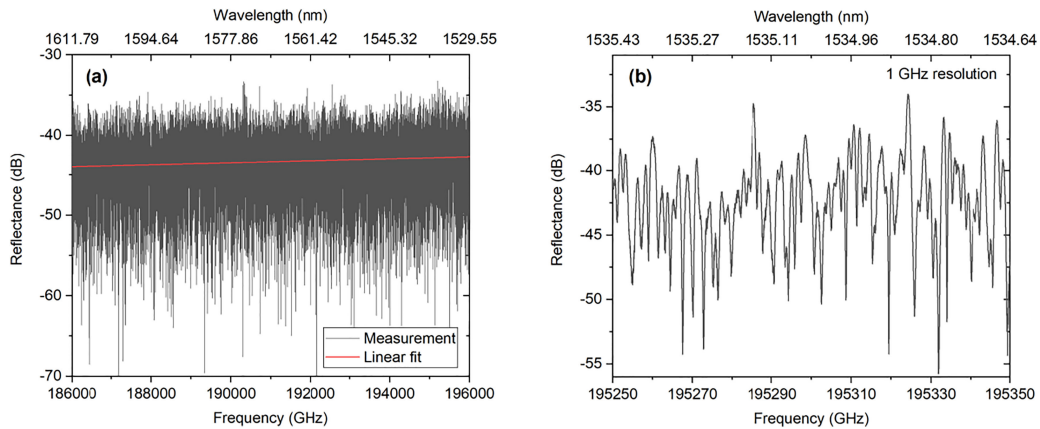 Wavelength (nm)
1611.79 1594.64 1577.86 1561.42 1545.32 1529.55
(a)
Reflectance (dB)
-30
-40
-50
-60
-70
Measurement
Linear fit
186000 188000 190000 192000 194000 196000
Frequency (GHz)
Wavelength (nm)
1535.43 1535.27 1535.11 1534.96 1534.80 1534.64
(b)
1 GHz resolution
Reflectance (dB)
-35
-40
-45
-50
-55
195250 195270 195290 195310 195330 195350
Frequency (GHz)